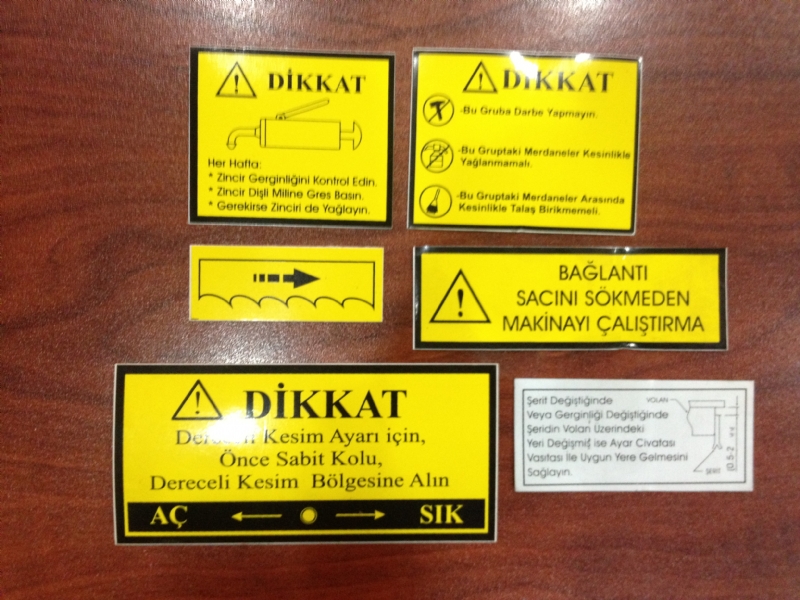 DİKKAT
Her Hafta:
* Zincir Gerginliğini Kontrol Edin.
* Zincir Dişli Miline Gres Basın.
* Gerekirse Zinciri de Yağlayın.
DİKKAT
-Bu Gruba Darbe Yapmayın.
-Bu Gruptaki Merdaneler Kesinlikle
Yağlanmamalı.
-Bu Gruptaki Merdaneler Arasında
Kesinlikle Talaş Birikmemeli.
BAĞLANTI
SACINI SÖKMEDEN
MAKİNAYI ÇALIŞTIRMA
DİKKAT
Kesim Ayarı için,
Önce Sabit Kolu,
Dereceli Kesim Bölgesine Alın
AÇ SIK
Şerit Değiştiğinde
Veya Gerginliği Değiştiğinde
Şeridin Volan Üzerindeki
Yeri Değişmiş ise Ayar Civatası
Vasıtası İle Uygun Yere Gelmesini
Sağlayın.
VOLAN
ŞERİT